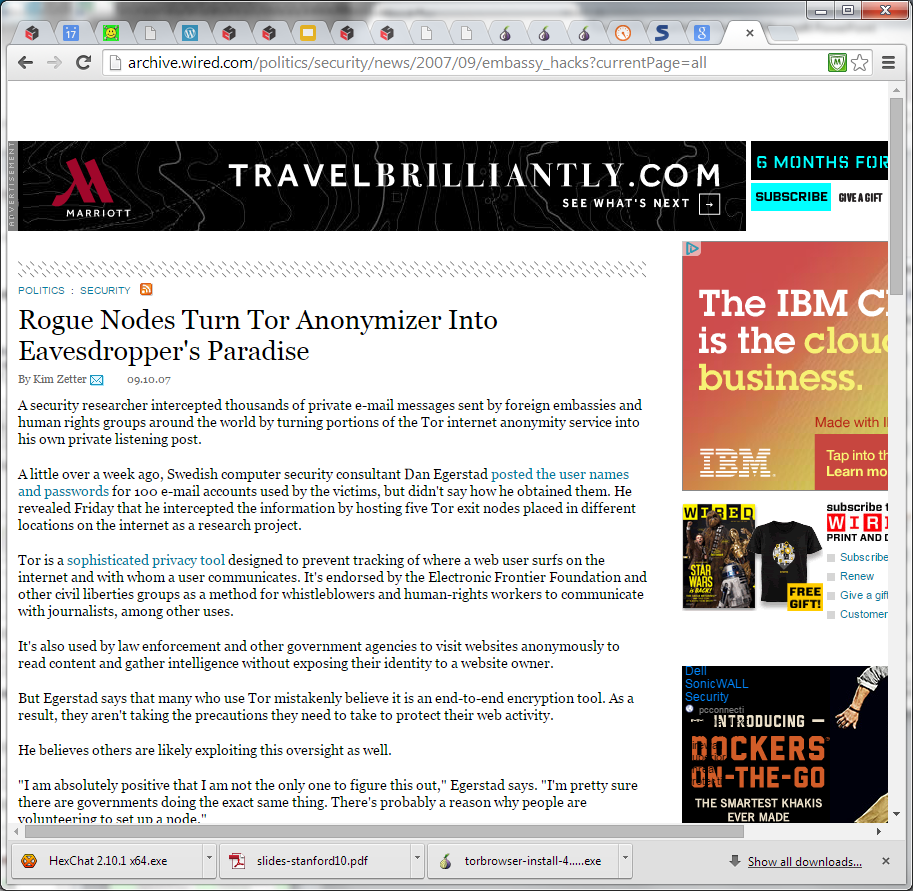 17
archive.wired.com/politics/security/news/2007/09/embassy_hacks?currentPage=all
ADVERTISEMENT
MARRIOTT
TRAVELBRILLIANTLY.COM
SEE WHAT'S NEXT
6 MONTHS FOR
SUBSCRIBE
GIVE A GIFT
POLITICS : SECURITY
Rogue Nodes Turn Tor Anonymizer Into
Eavesdropper's Paradise
By Kim Zetter 09.10.07
A security researcher intercepted thousands of private e-mail messages sent by foreign embassies and
human rights groups around the world by turning portions of the Tor internet anonymity service into
his own private listening post.
A little over a week ago, Swedish computer security consultant Dan Egerstad posted the user names
and passwords for 100 e-mail accounts used by the victims, but didn't say how he obtained them. He
revealed Friday that he intercepted the information by hosting five Tor exit nodes placed in different
locations on the internet as a research project.
Tor is a sophisticated privacy tool designed to prevent tracking of where a web user surfs on the
internet and with whom a user communicates. It's endorsed by the Electronic Frontier Foundation and
other civil liberties groups as a method for whistleblowers and human-rights workers to communicate
with journalists, among other uses.
It's also used by law enforcement and other government agencies to visit websites anonymously to
read content and gather intelligence without exposing their identity to a website owner.
But Egerstad says that many who use Tor mistakenly believe it is an end-to-end encryption tool. As a
result, they aren't taking the precautions they need to take to protect their web activity.
He believes others are likely exploiting this oversight as well.
"I am absolutely positive that I am not the only one to figure this out," Egerstad says. "I'm pretty sure
there are governments doing the exact same thing. There's probably a reason why people are
volunteering to set up a node."
The IBM Cl
is the clou
business.
Made with I
IBM.
Tap into th
Learn mo
WIRED
STAR
WARS
is BACK!
FREE
GIFT!
subscribe t
WIR
PRINT AND D
Subscribe
Renew
Give a gift
Customer
Dell
SonicWALL
Security
pcconnecti
INTRODUCING
DOCKERS
ON-THE-GO
THE SMARTEST KHAKIS
EVER MADE
HexChat 2.10.1 x64.exe
slides-stanford10.pdf
torbrowser-install-4.....exe
Show all downloads...